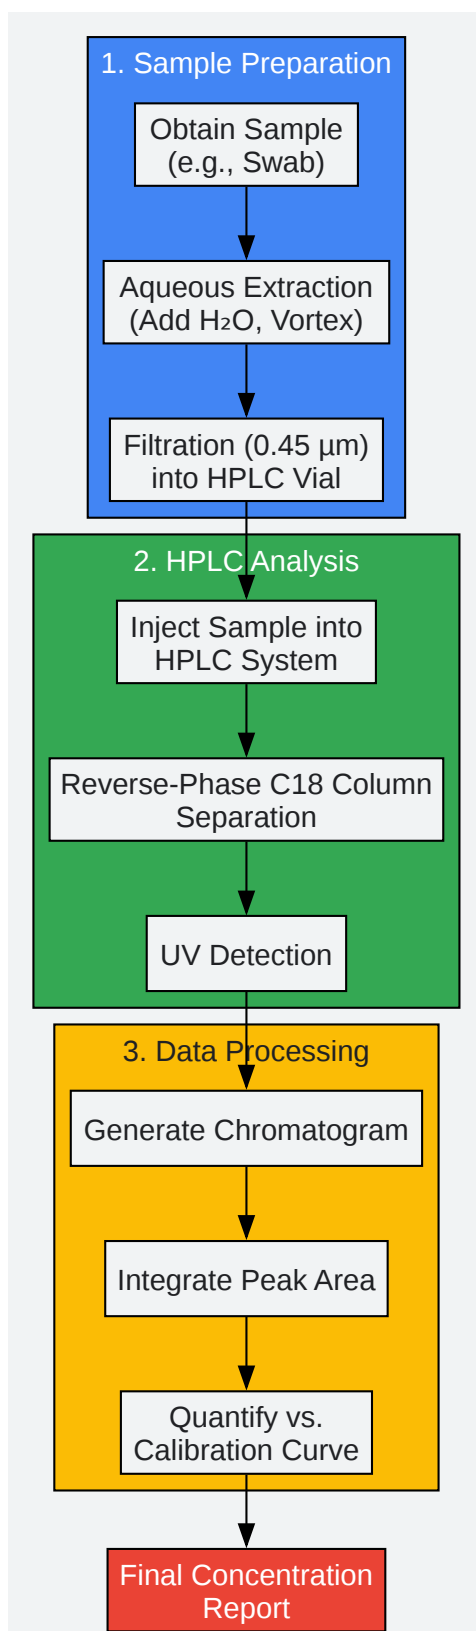 1. Sample Preparation
Obtain Sample
(e.g., Swab)
Aqueous Extraction
(Add H₂O, Vortex)
Filtration (0.45 µm)
into HPLC Vial
2. HPLC Analysis
Inject Sample into
HPLC System
Reverse-Phase C18 Column
Separation
UV Detection
3. Data Processing
Generate Chromatogram
Integrate Peak Area
Quantify vs.
Calibration Curve
Final Concentration
Report